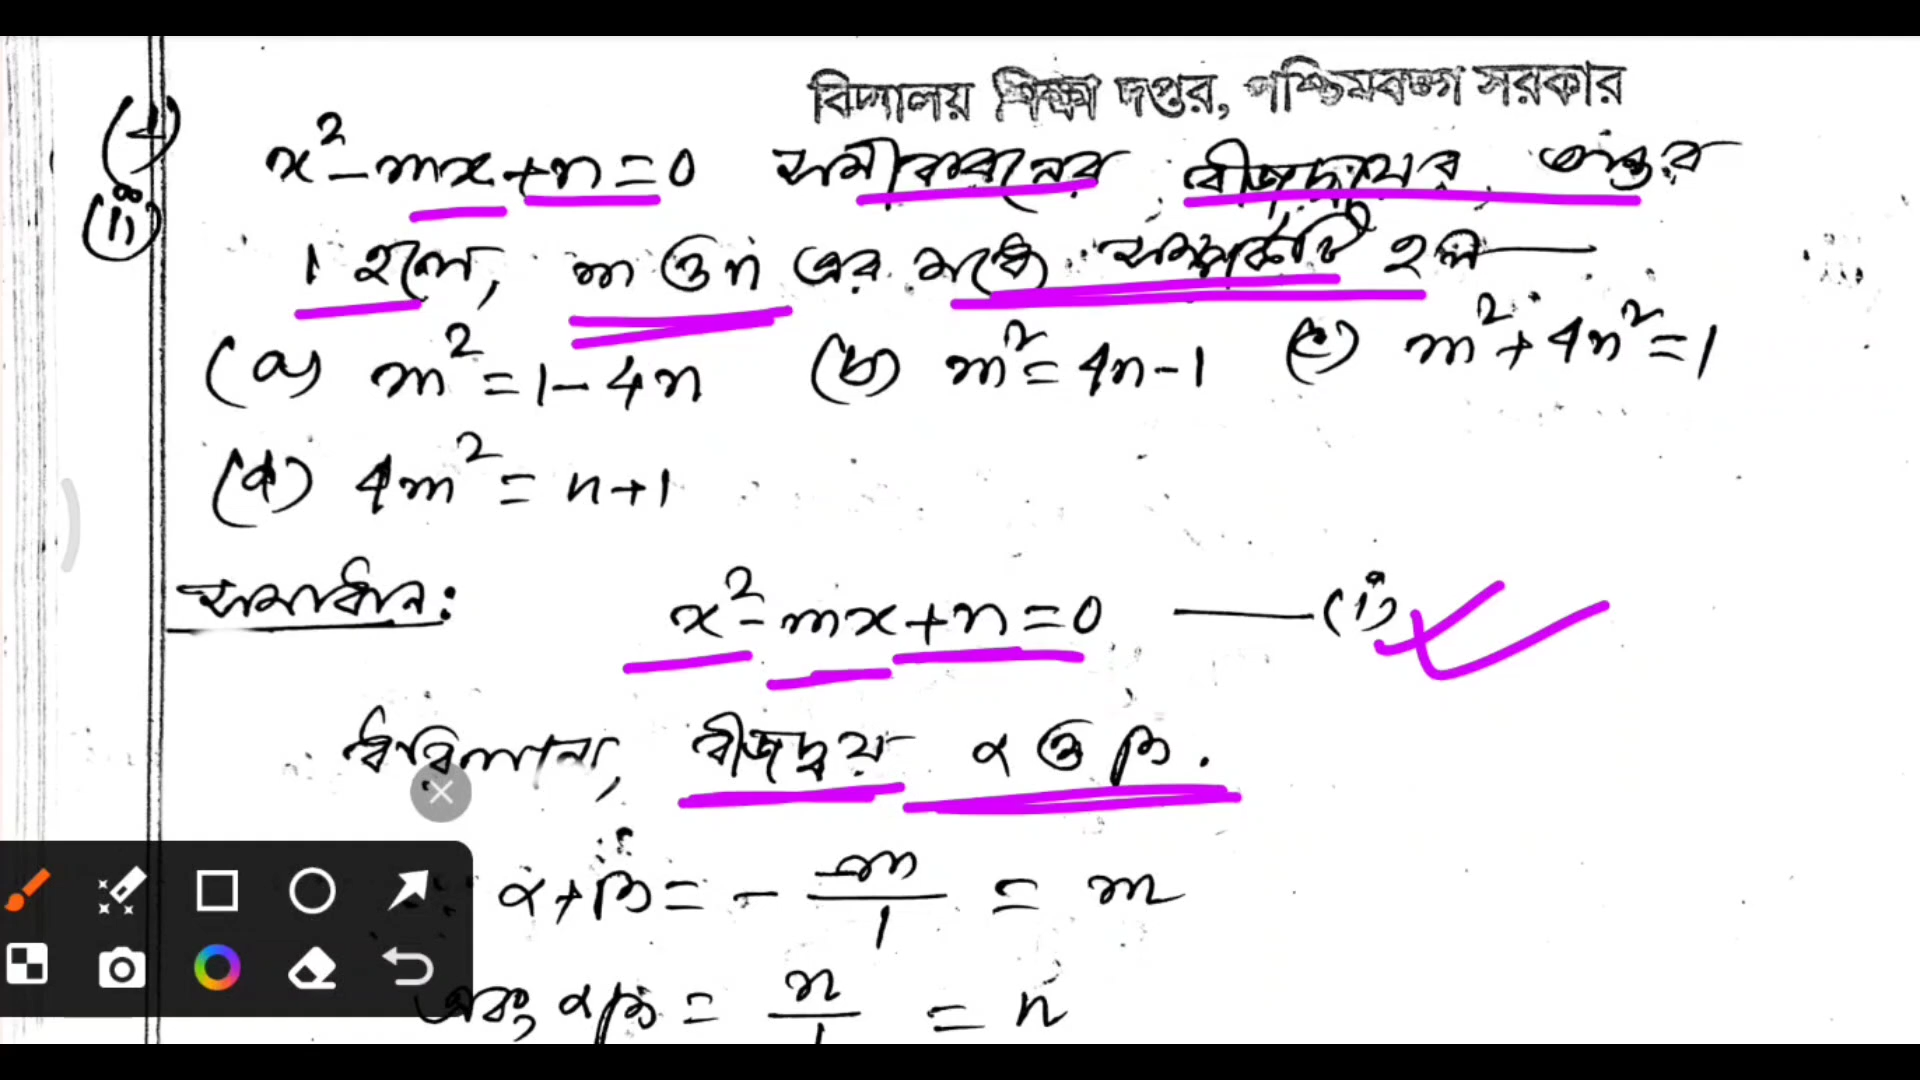 বিদ্যালয় শিক্ষা দপ্তর, পশ্চিমবঙ্গ সরকার
(1)
(ii) x² - mx + n = 0 সমীকরনের বীজদ্বয়ের অন্তর
1 হলে, m ও n এর মধ্যে সম্পর্কটি হল —
(a) m² = 1 - 4n (b) m² = 4n - 1 (c) m² + 4n² = 1
(d) 4m² = n + 1
সমাধান: x² - mx + n = 0 —— (i)
বীজদ্বয় α ও β.
α + β = - -m/1 = m
এবং αβ = n/1 = n